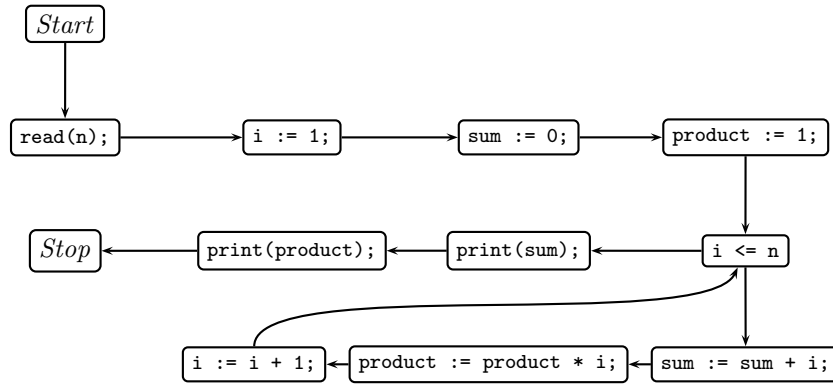 Start
read(n);
i := 1;
sum := 0;
product := 1;
Stop
print(product);
print(sum);
i <= n
i := i + 1;
product := product * i;
sum := sum + i;